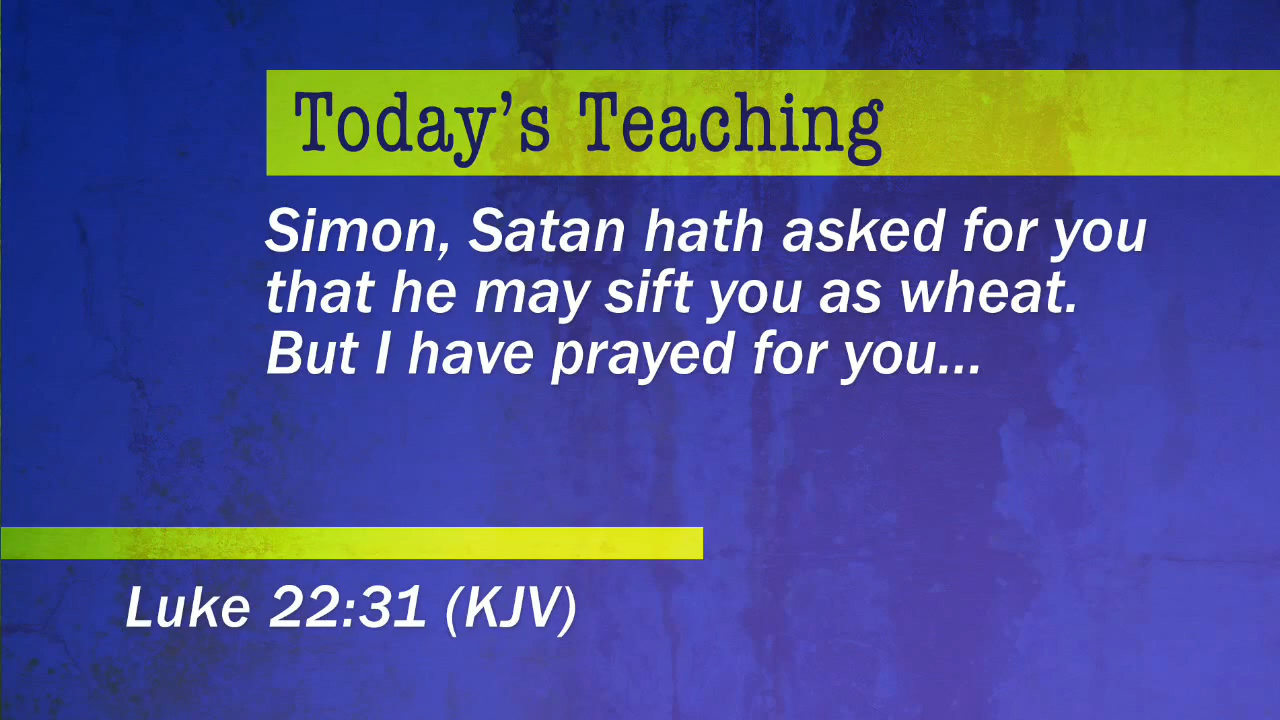 Today’s Teaching
Simon, Satan hath asked for you
that he may sift you as wheat.
But I have prayed for you...
Luke 22:31 (KJV)